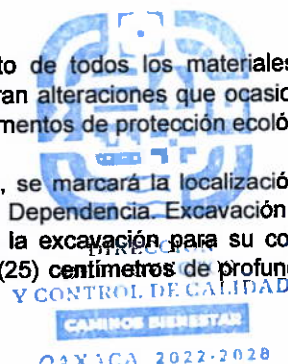 to de todos los materiales
ran alteraciones que ocasio
mentos de protección ecoló
, se marcará la localizació
Dependencia. Excavación
la excavación para su co
DIRECCIÓN
(25) centímetros de profund
Y CONTROL DE CALIDAD
CAMINOS BIENESTAR
OAXACA 2022-2028